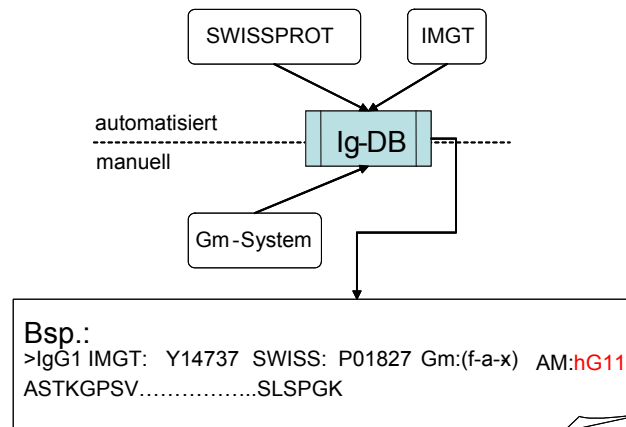 SWISSPROT
IMGT
automatisiert
Ig-DB
manuell
Gm-System
Bsp.:
>IgG1 IMGT: Y14737 SWISS: P01827 Gm:(f-a-x) AM:hG11
ASTKGPSV……………..SLSPGK